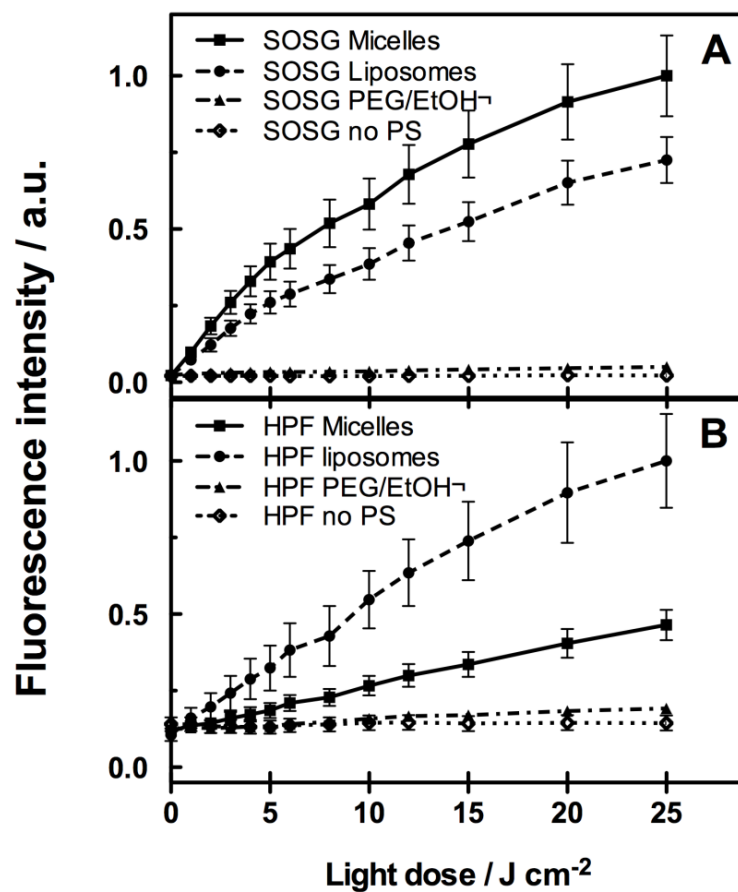 A
SOSG Micelles
SOSG Liposomes
SOSG PEG/EtOH¬
SOSG no PS
1.0
0.5
0.0
B
HPF Micelles
HPF liposomes
HPF PEG/EtOH¬
HPF no PS
1.0
0.5
0.0
0 5 10 15 20 25
Fluorescence intensity / a.u.
Light dose / J cm⁻²